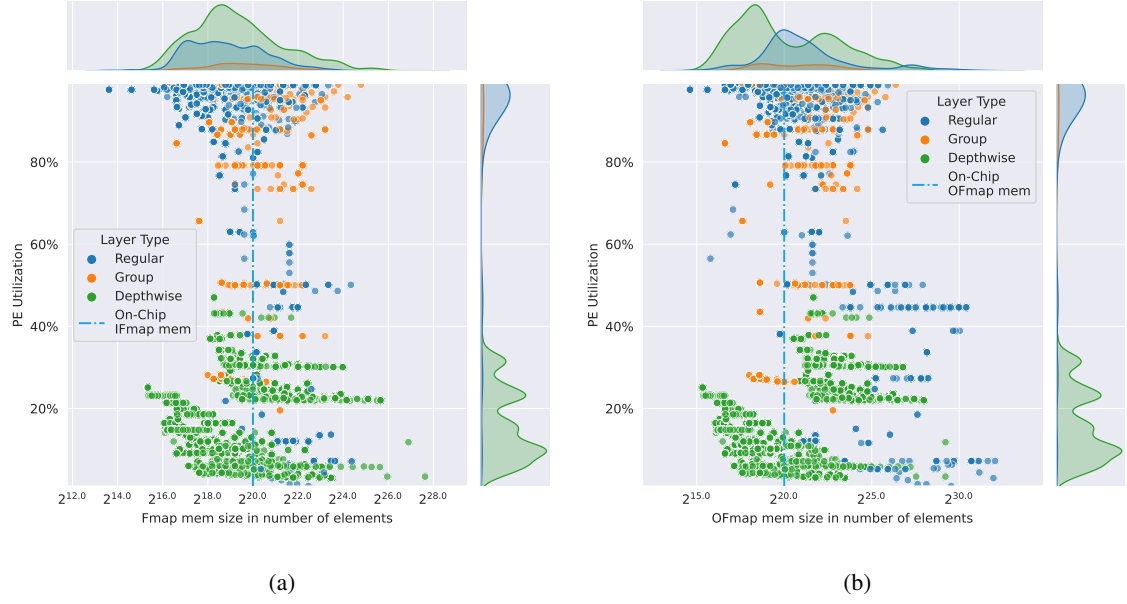 80%
60%
40%
20%
PE Utilization
Layer Type
Regular
Group
Depthwise
On-Chip
IFmap mem
2^12.0 2^14.0 2^16.0 2^18.0 2^20.0 2^22.0 2^24.0 2^26.0 2^28.0
Fmap mem size in number of elements
(a)
80%
60%
40%
20%
PE Utilization
Layer Type
Regular
Group
Depthwise
On-Chip
OFmap mem
2^15.0 2^20.0 2^25.0 2^30.0
OFmap mem size in number of elements
(b)